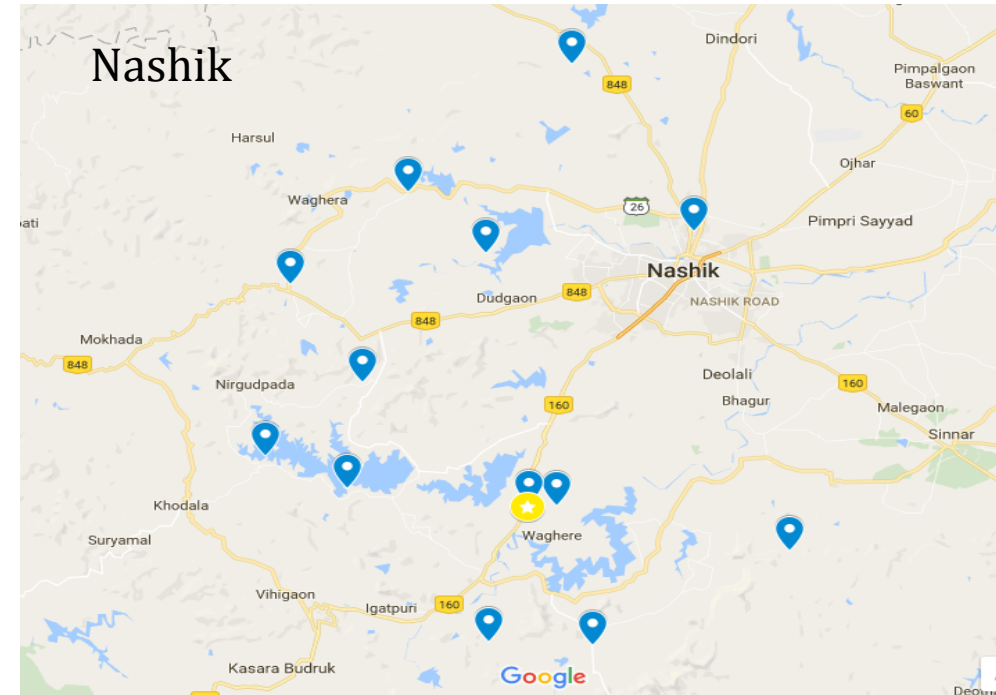 Nashik
Dindori
Pimpalgaon
Baswant
848
60
Harsul
Ojhar
Waghera
26
Pimpri Sayyad
Nashik
Dudgaon
848
NASHIK ROAD
848
Mokhada
848
Nirgudpada
Deolali
160
Bhagur
160
Malegaon
Sinnar
Khodala
Suryamal
Waghere
Vihigaon
Igatpuri
160
Kasara Budruk
Google